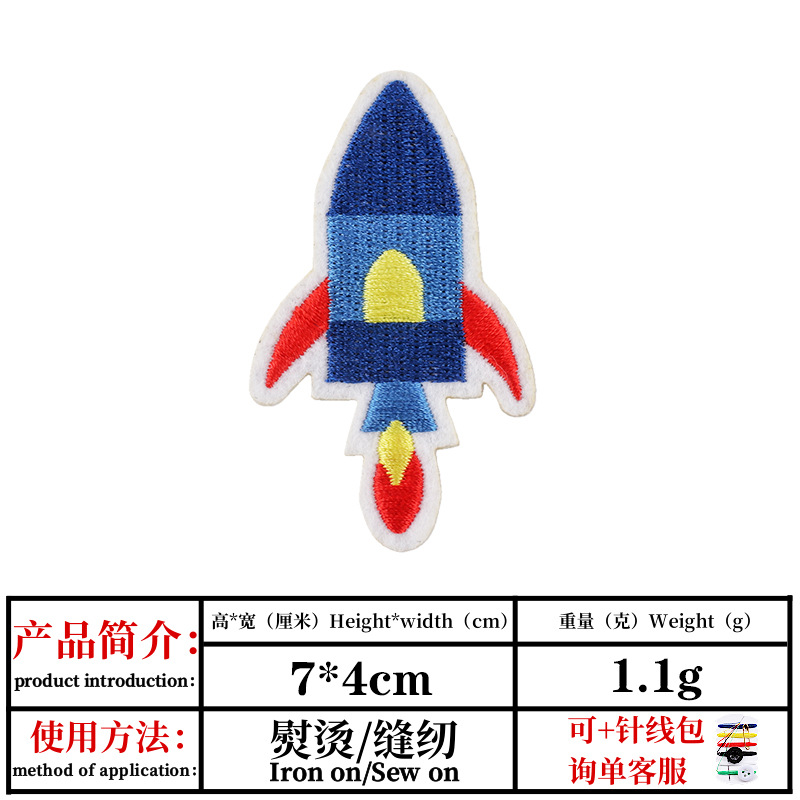 产品简介：
product introduction:
高*宽（厘米）Height*width（cm）
重量（克）Weight（g）
7*4cm
1.1g
使用方法：
method of application:
熨烫/缝纫
Iron on/Sew on
可+针线包
询单客服